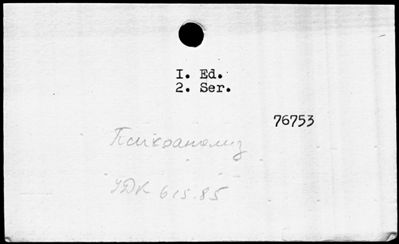 I. Ed.
2. Ser.
76753
Психоанализ
УДК 615.85